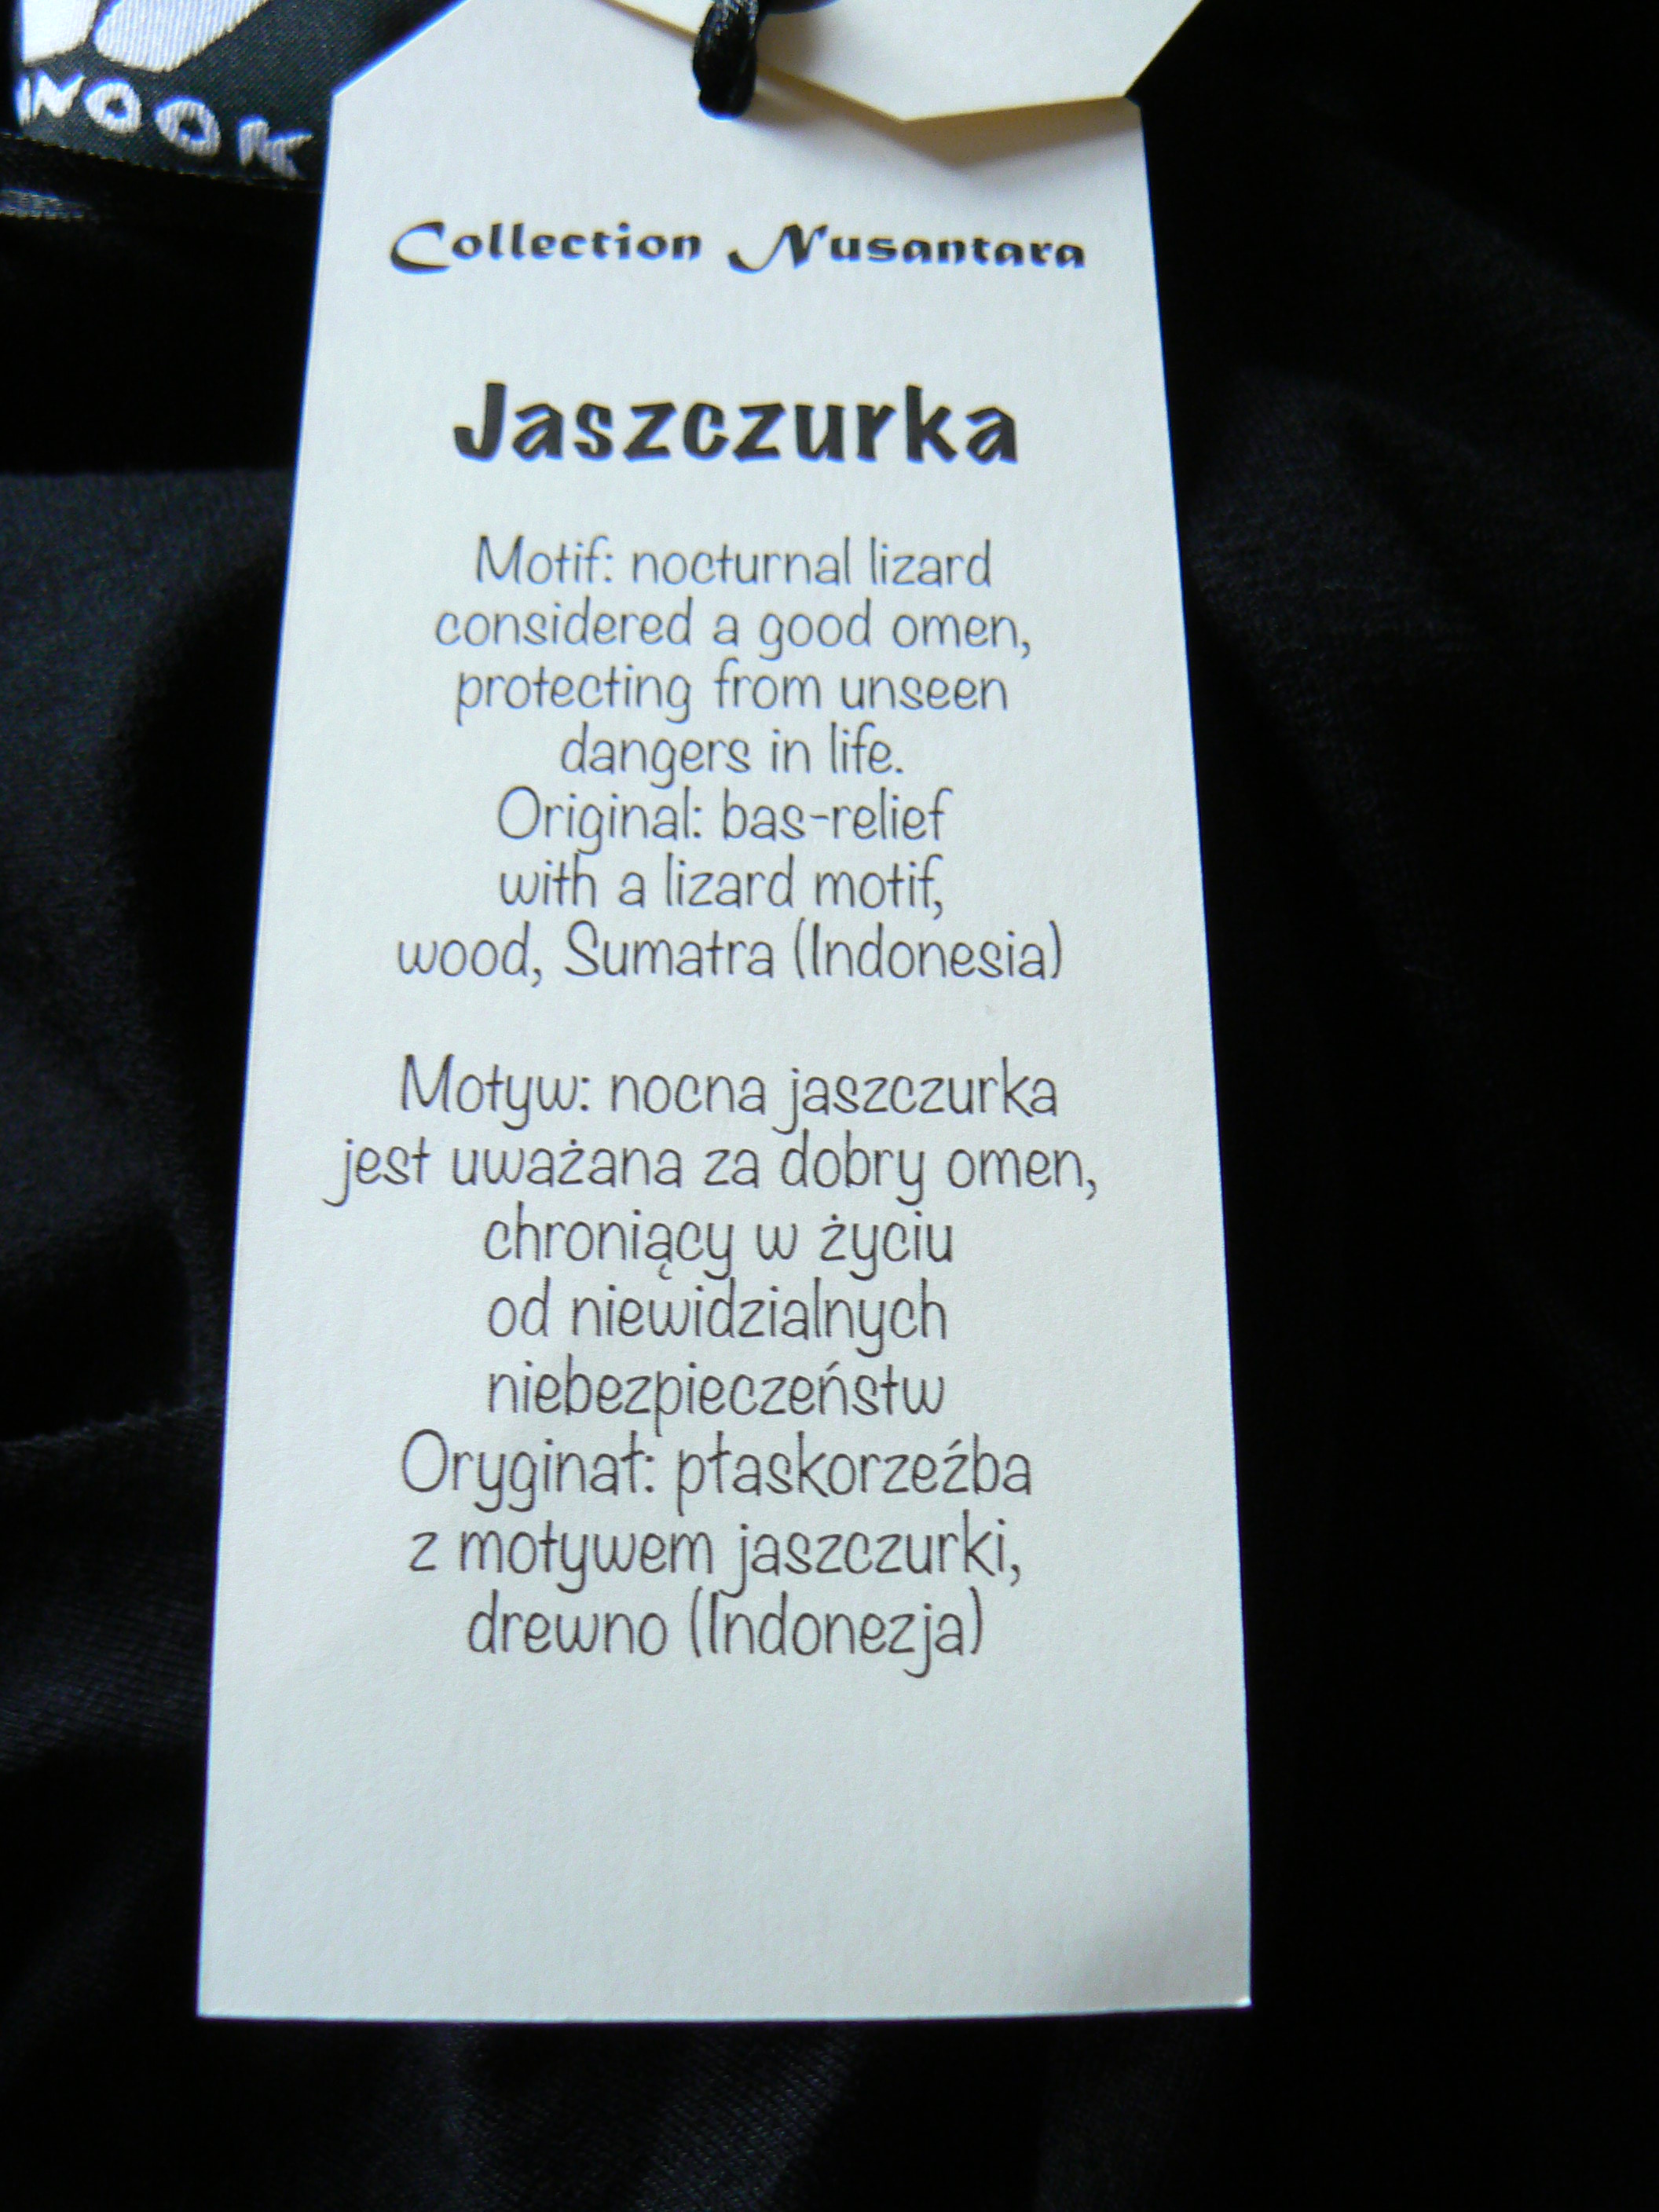 Collection Nusantara
Jaszczurka
Motif: nocturnal lizard
considered a good omen,
protecting from unseen
dangers in life.
Original: bas-relief
with a lizard motif,
wood, Sumatra (Indonesia)
Motyw: nocna jaszczurka
jest uważana za dobry omen,
chroniący w życiu
od niewidzialnych
niebezpieczeństw
Oryginał: płaskorzeźba
z motywem jaszczurki,
drewno (Indonezja)